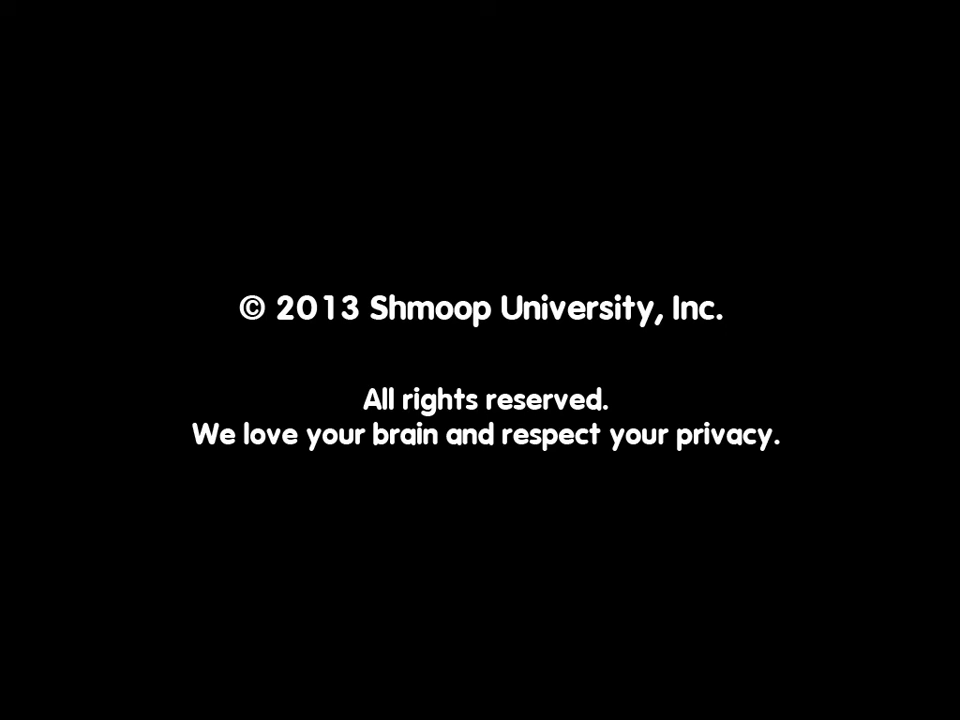 © 2013 Shmoop University, Inc.
All rights reserved.
We love your brain and respect your privacy.